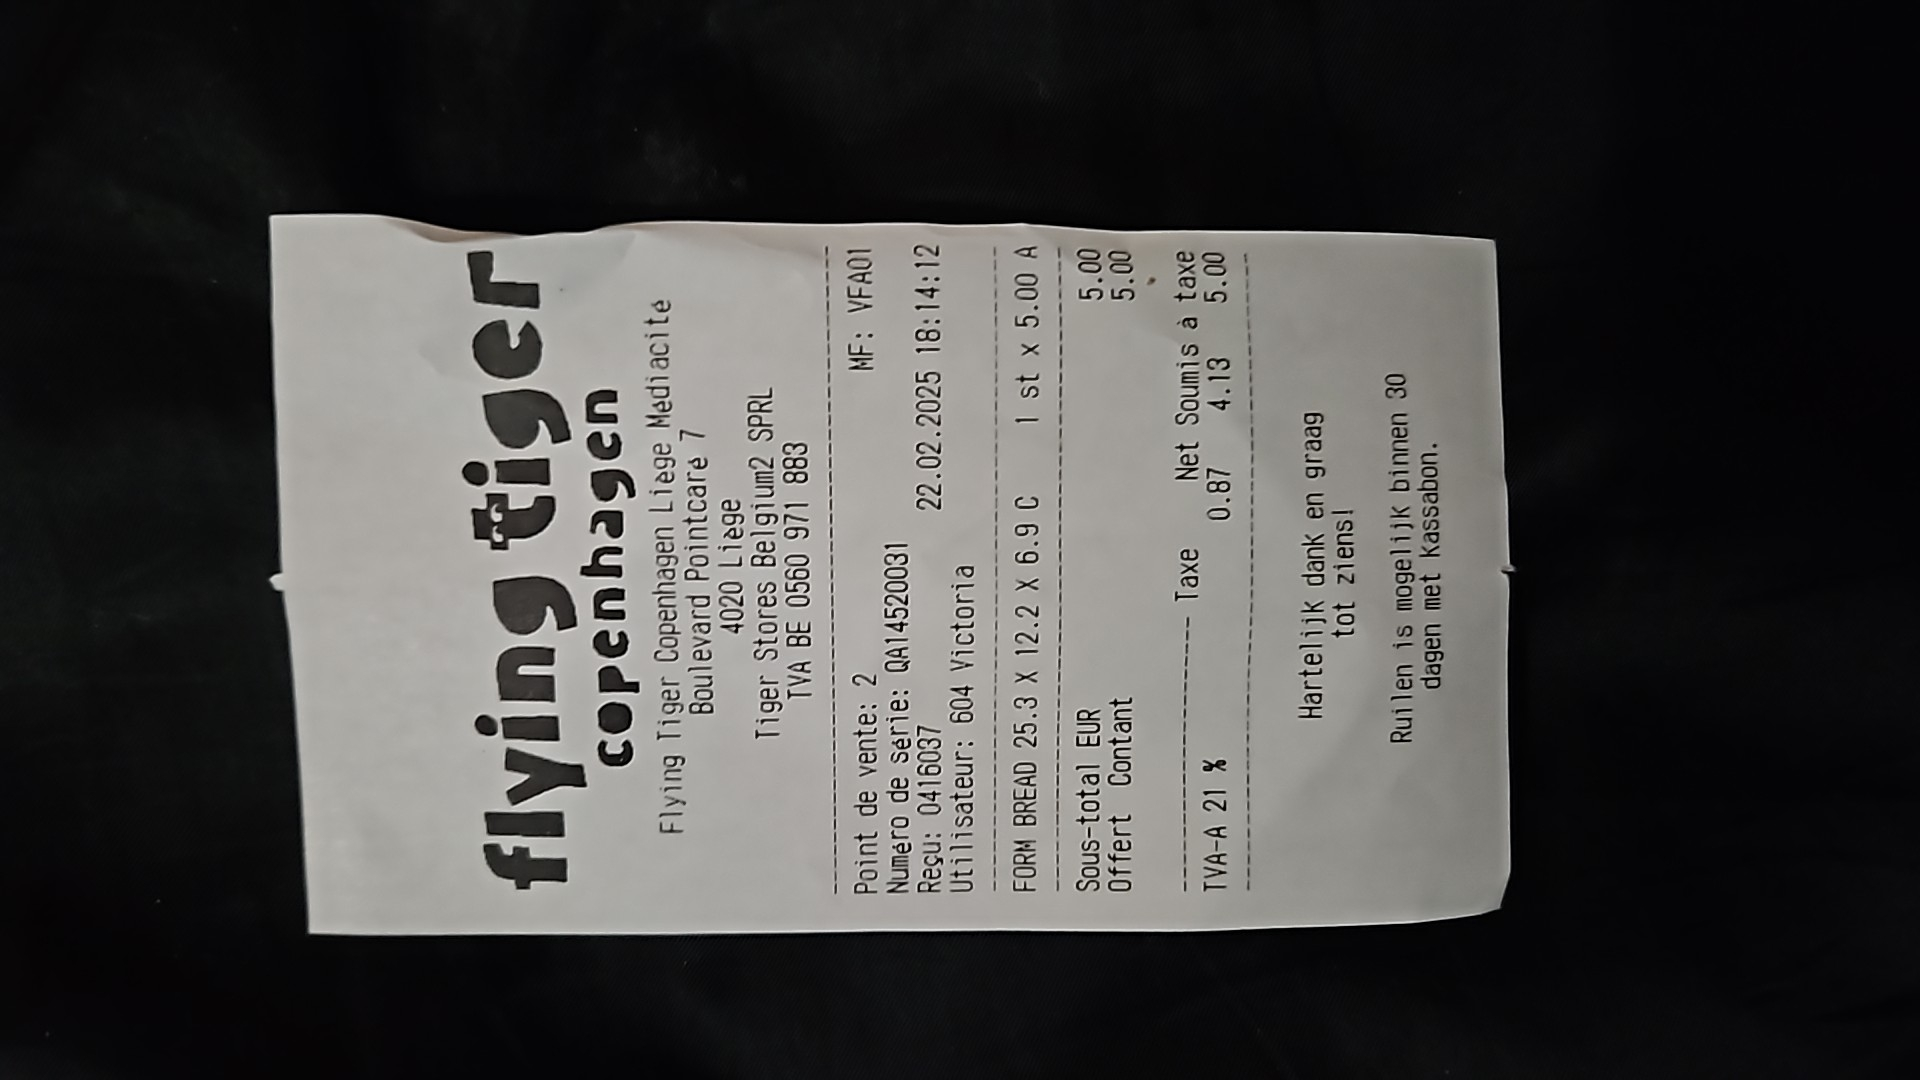 flying tiger
copenhagen
Flying Tiger Copenhagen Liège Médiacité
Boulevard Pointcaré 7
4020 Liège
Tiger Stores Belgium2 SPRL
TVA BE 0560 971 883
Point de vente: 2 MF: VFA01
Numéro de série: QA14520031
Reçu: 0416037 22.02.2025 18:14:12
Utilisateur: 604 Victoria
FORM BREAD 25.3 X 12.2 X 6.9 C 1 st x 5.00 A
Sous-total EUR 5.00
Offert Contant 5.00
Taxe Net Soumis à taxe
TVA-A 21 % 0.87 4.13 5.00
Hartelijk dank en graag
tot ziens!
Ruilen is mogelijk binnen 30
dagen met kassabon.